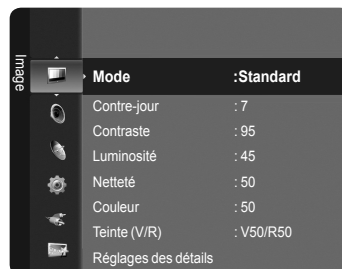 Image
Mode :Standard
Contre-jour : 7
Contraste : 95
Luminosité : 45
Netteté : 50
Couleur : 50
Teinte (V/R) : V50/R50
Réglages des détails